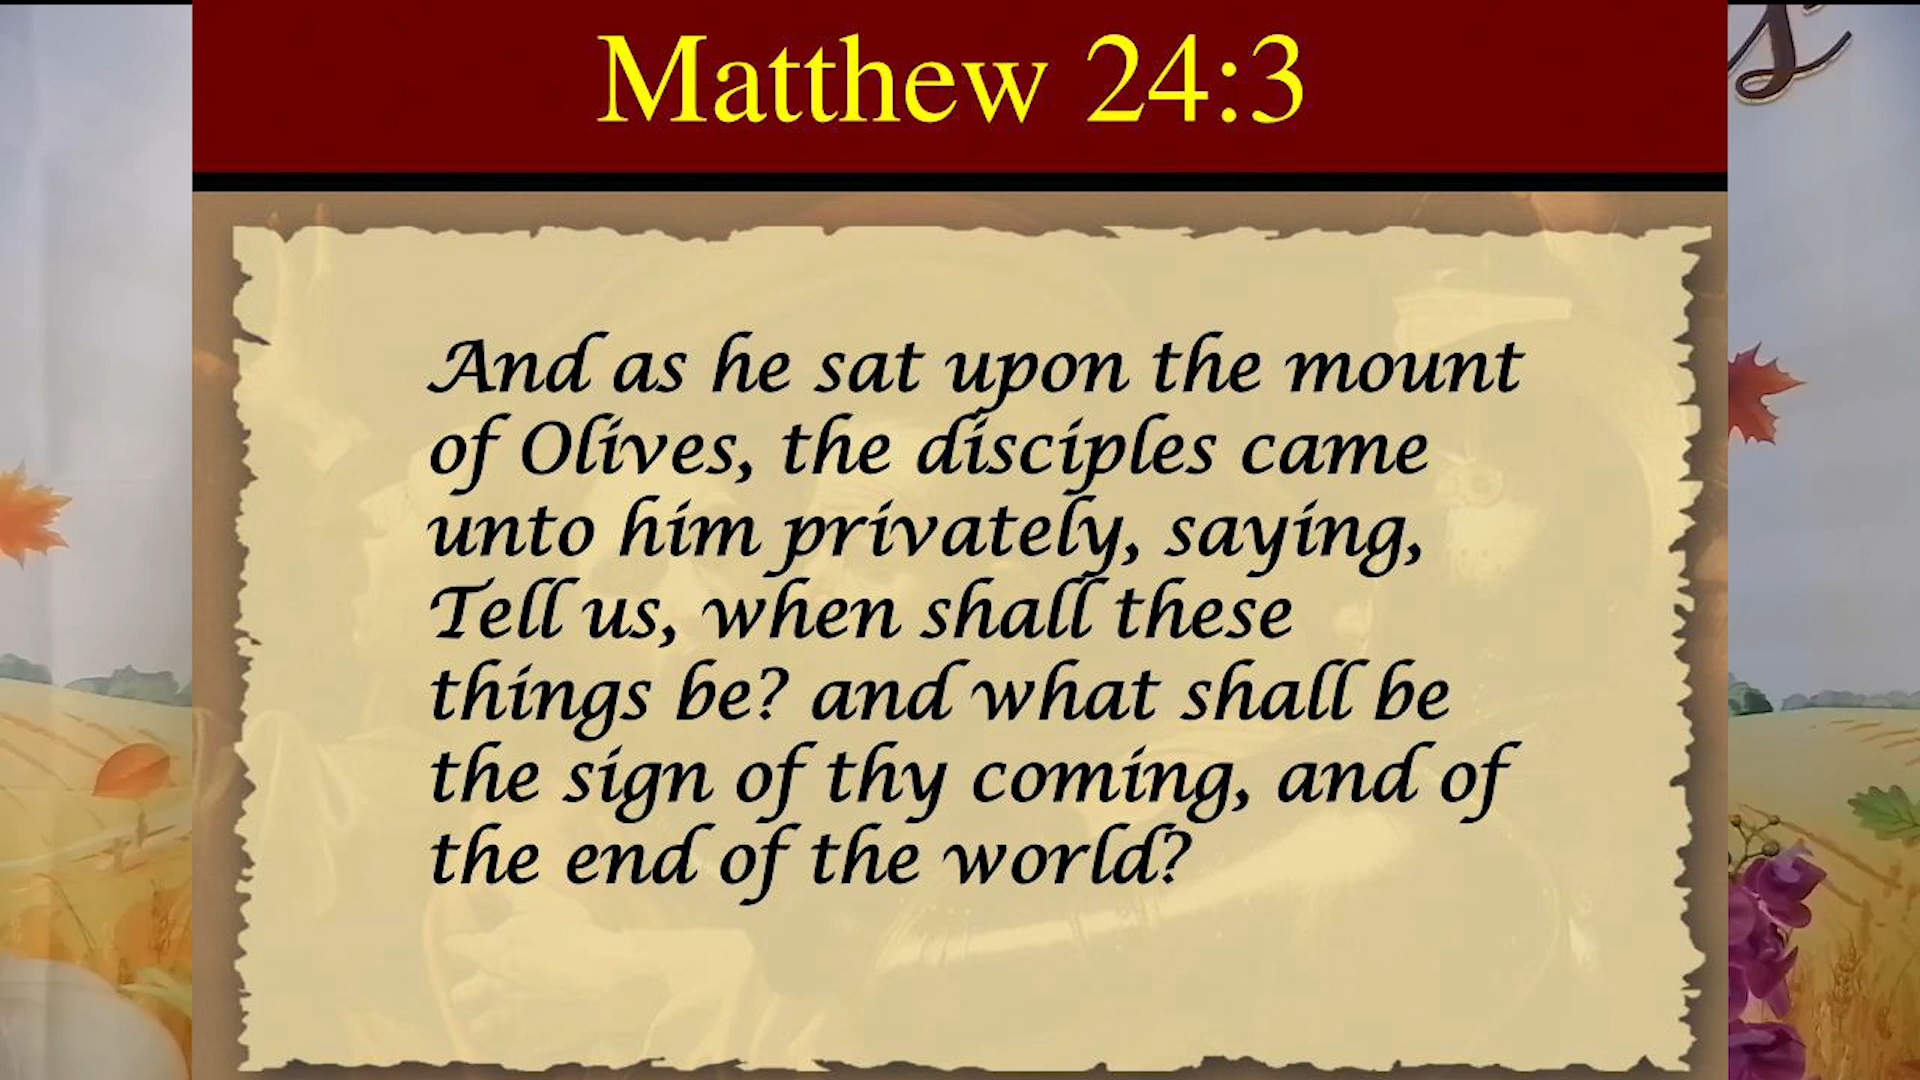 Matthew 24:3
And as he sat upon the mount
of Olives, the disciples came
unto him privately, saying,
Tell us, when shall these
things be? and what shall be
the sign of thy coming, and of
the end of the world?